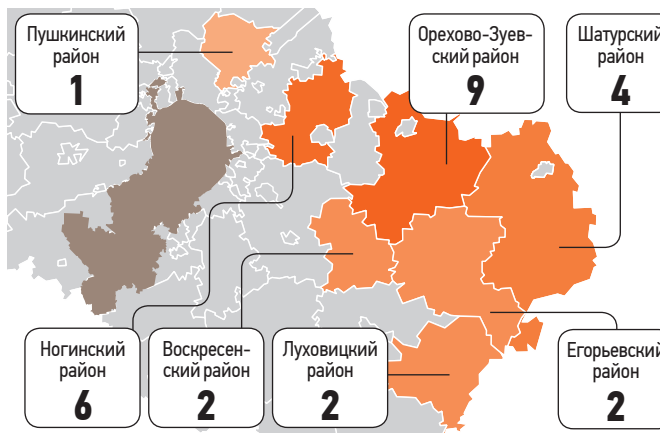 Пушкинский
район
1
Орехово-Зуев-
ский район
9
Шатурский
район
4
Ногинский
район
6
Воскресен-
ский район
2
Луховицкий
район
2
Егорьевский
район
2